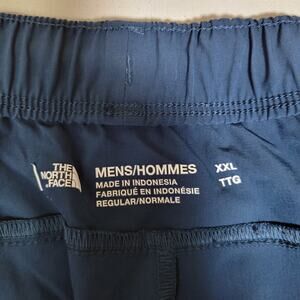 THE
NORTH
FACE
MENS/HOMMES
MADE IN INDONESIA
FABRIQUÉ EN INDONÉSIE
REGULAR/NORMALE
XXL
TTG